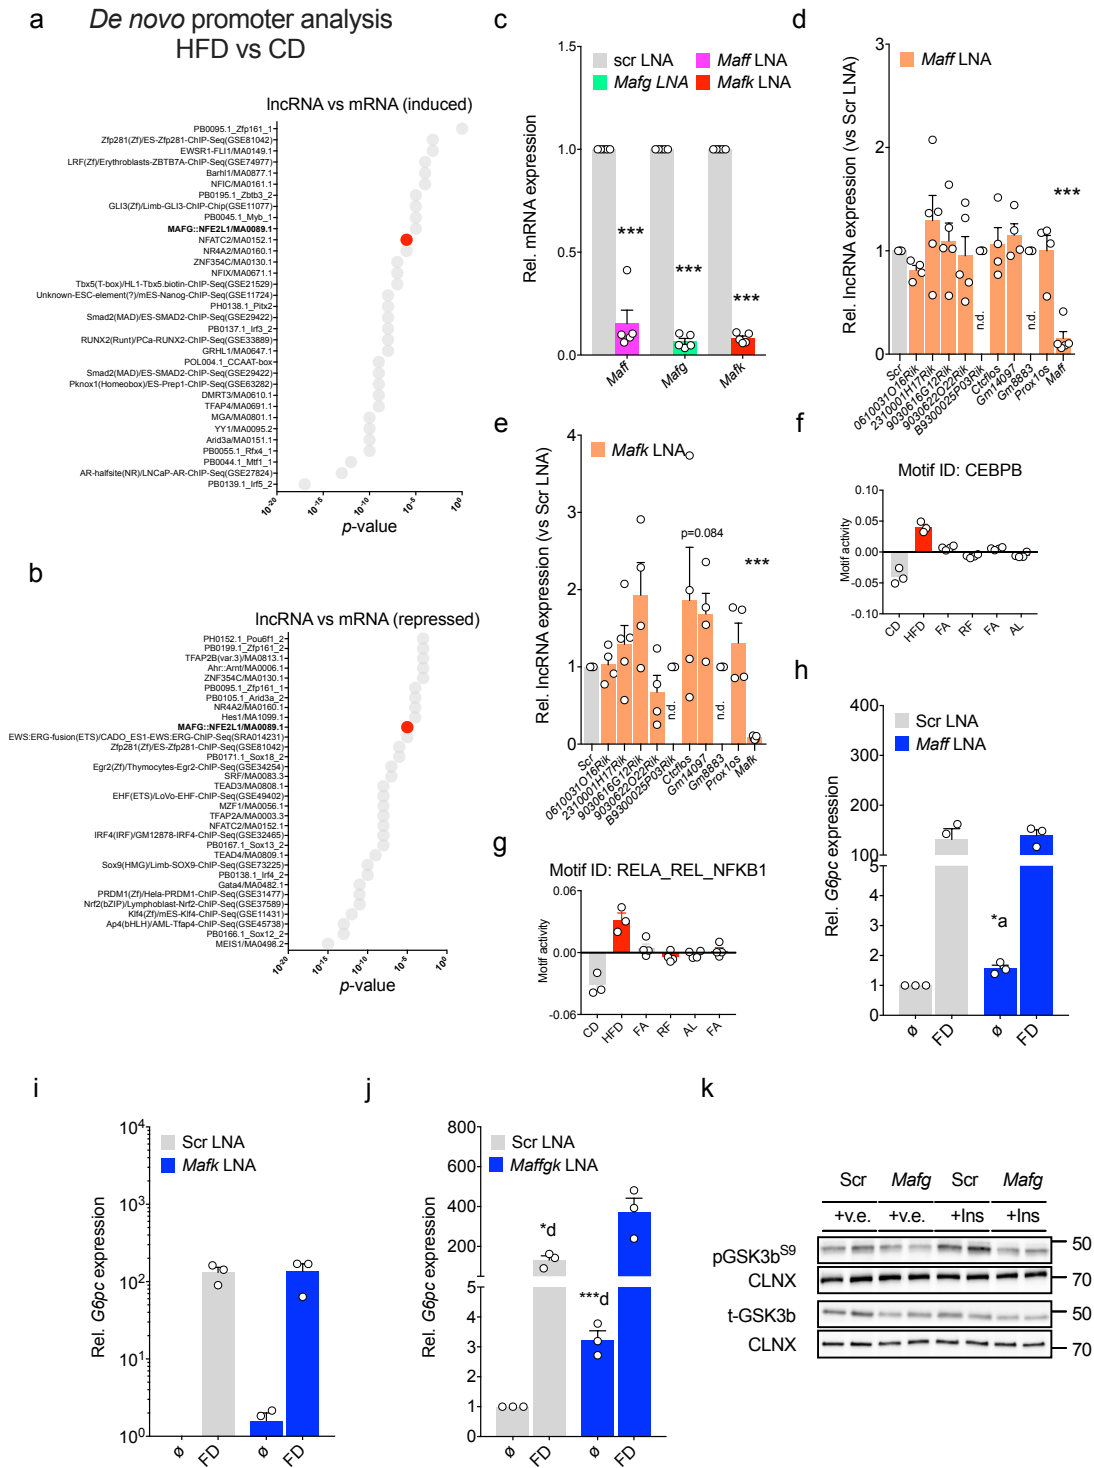 a
De novo promoter analysis
HFD vs CD
lncRNA vs mRNA (induced)
PB0095.1_Zfp161_1
Zfp281(Zf)/ES-Zfp281-ChIP-Seq(GSE81042)
EWSR1-FLI1/MA0149.1
LRF(Zf)/Erythroblasts-ZBTB7A-ChIP-Seq(GSE74977)
Barhl1/MA0877.1
NFIC/MA0161.1
PB0195.1_Zbtb3_2
GLI3(Zf)/Limb-GLI3-ChIP-Chip(GSE11077)
PB0045.1_Myb_1
MAFG::NFE2L1/MA0089.1
NFATC2/MA0152.1
NR4A2/MA0160.1
ZNF354C/MA0130.1
NFIX/MA0671.1
Tbx5(T-box)/HL1-Tbx5.biotin-ChIP-Seq(GSE21529)
Unknown-ESC-element(?)/mES-Nanog-ChIP-Seq(GSE11724)
PH0138.1_Pitx2
Smad2(MAD)/ES-SMAD2-ChIP-Seq(GSE29422)
PB0137.1_Irf3_2
RUNX2(Runt)/PCa-RUNX2-ChIP-Seq(GSE33889)
GRHL1/MA0647.1
POL004.1_CCAAT-box
Smad2(MAD)/ES-SMAD2-ChIP-Seq(GSE29422)
Pknox1(Homeobox)/ES-Prep1-ChIP-Seq(GSE63282)
DMRT3/MA0610.1
TFAP4/MA0691.1
MGA/MA0801.1
YY1/MA0095.2
Arid3a/MA0151.1
PB0055.1_Rfx4_1
PB0044.1_Mtf1_1
AR-halfsite(NR)/LNCaP-AR-ChIP-Seq(GSE27824)
PB0139.1_Irf5_2
10-20 10-15 10-10 10-5 100
p-value
b
lncRNA vs mRNA (repressed)
PH0152.1_Pou6f1_2
PB0199.1_Zfp161_2
TFAP2B(var.3)/MA0813.1
Ahr::Arnt/MA0006.1
ZNF354C/MA0130.1
PB0095.1_Zfp161_1
PB0105.1_Arid3a_2
NR4A2/MA0160.1
Hes1/MA1099.1
MAFG::NFE2L1/MA0089.1
EWS:ERG-fusion(ETS)/CADO_ES1-EWS:ERG-ChIP-Seq(SRA014231)
Zfp281(Zf)/ES-Zfp281-ChIP-Seq(GSE81042)
PB0171.1_Sox18_2
Egr2(Zf)/Thymocytes-Egr2-ChIP-Seq(GSE34254)
SRF/MA0083.3
TEAD3/MA0808.1
EHF(ETS)/LoVo-EHF-ChIP-Seq(GSE49402)
MZF1/MA0056.1
TFAP2A/MA0003.3
NFATC2/MA0152.1
IRF4(IRF)/GM12878-IRF4-ChIP-Seq(GSE32465)
PB0167.1_Sox13_2
TEAD4/MA0809.1
Sox9(HMG)/Limb-SOX9-ChIP-Seq(GSE73225)
PB0138.1_Irf4_2
Gata4/MA0482.1
PRDM1(Zf)/Hela-PRDM1-ChIP-Seq(GSE31477)
Nrf2(bZIP)/Lymphoblast-Nrf2-ChIP-Seq(GSE37589)
Klf4(Zf)/mES-Klf4-ChIP-Seq(GSE11431)
Ap4(bHLH)/AML-Tfap4-ChIP-Seq(GSE45738)
PB0166.1_Sox12_2
MEIS1/MA0498.2
10-20 10-15 10-10 10-5 100
p-value
c
scr LNA Maff LNA
Mafg LNA Mafk LNA
Rel. mRNA expression
1.5
1.0
0.5
0.0
*** *** ***
Maff Mafg Mafk
d
Maff LNA
Rel. lncRNA expression (vs Scr LNA)
3
2
1
0
n.d. n.d. ***
Scr
0610031O16Rik
2310001H17Rik
9030616G12Rik
9030622O22Rik
B9300025P03Rik
Ctcflos
Gm14097
Gm8883
Prox1os
Maff
e
Mafk LNA
Rel. lncRNA expression (vs Scr LNA)
4
3
2
1
0
p=0.084
***
n.d. n.d.
Scr
0610031O16Rik
2310001H17Rik
9030616G12Rik
9030622O22Rik
B9300025P03Rik
Ctcflos
Gm14097
Gm8883
Prox1os
Mafk
f
Motif ID: CEBPB
Motif activity
0.10
0.05
0.00
-0.05
-0.10
CD HFD FA RF FA AL
g
Motif ID: RELA_REL_NFKB1
Motif activity
0.06
0.00
-0.06
CD HFD FA RF AL FA
h
Scr LNA
Maff LNA
Rel. G6pc expression
400
300
200
100
5
4
3
2
1
0
*a
ø FD ø FD
i
Scr LNA
Mafk LNA
Rel. G6pc expression
104
103
102
101
100
ø FD ø FD
j
Scr LNA
Maffgk LNA
Rel. G6pc expression
800
600
400
200
5
4
3
2
1
0
*d
***d
ø FD ø FD
k
Scr Mafg Scr Mafg
+v.e. +v.e. +Ins +Ins
pGSK3bS9 50
CLNX 70
t-GSK3b 50
CLNX 70